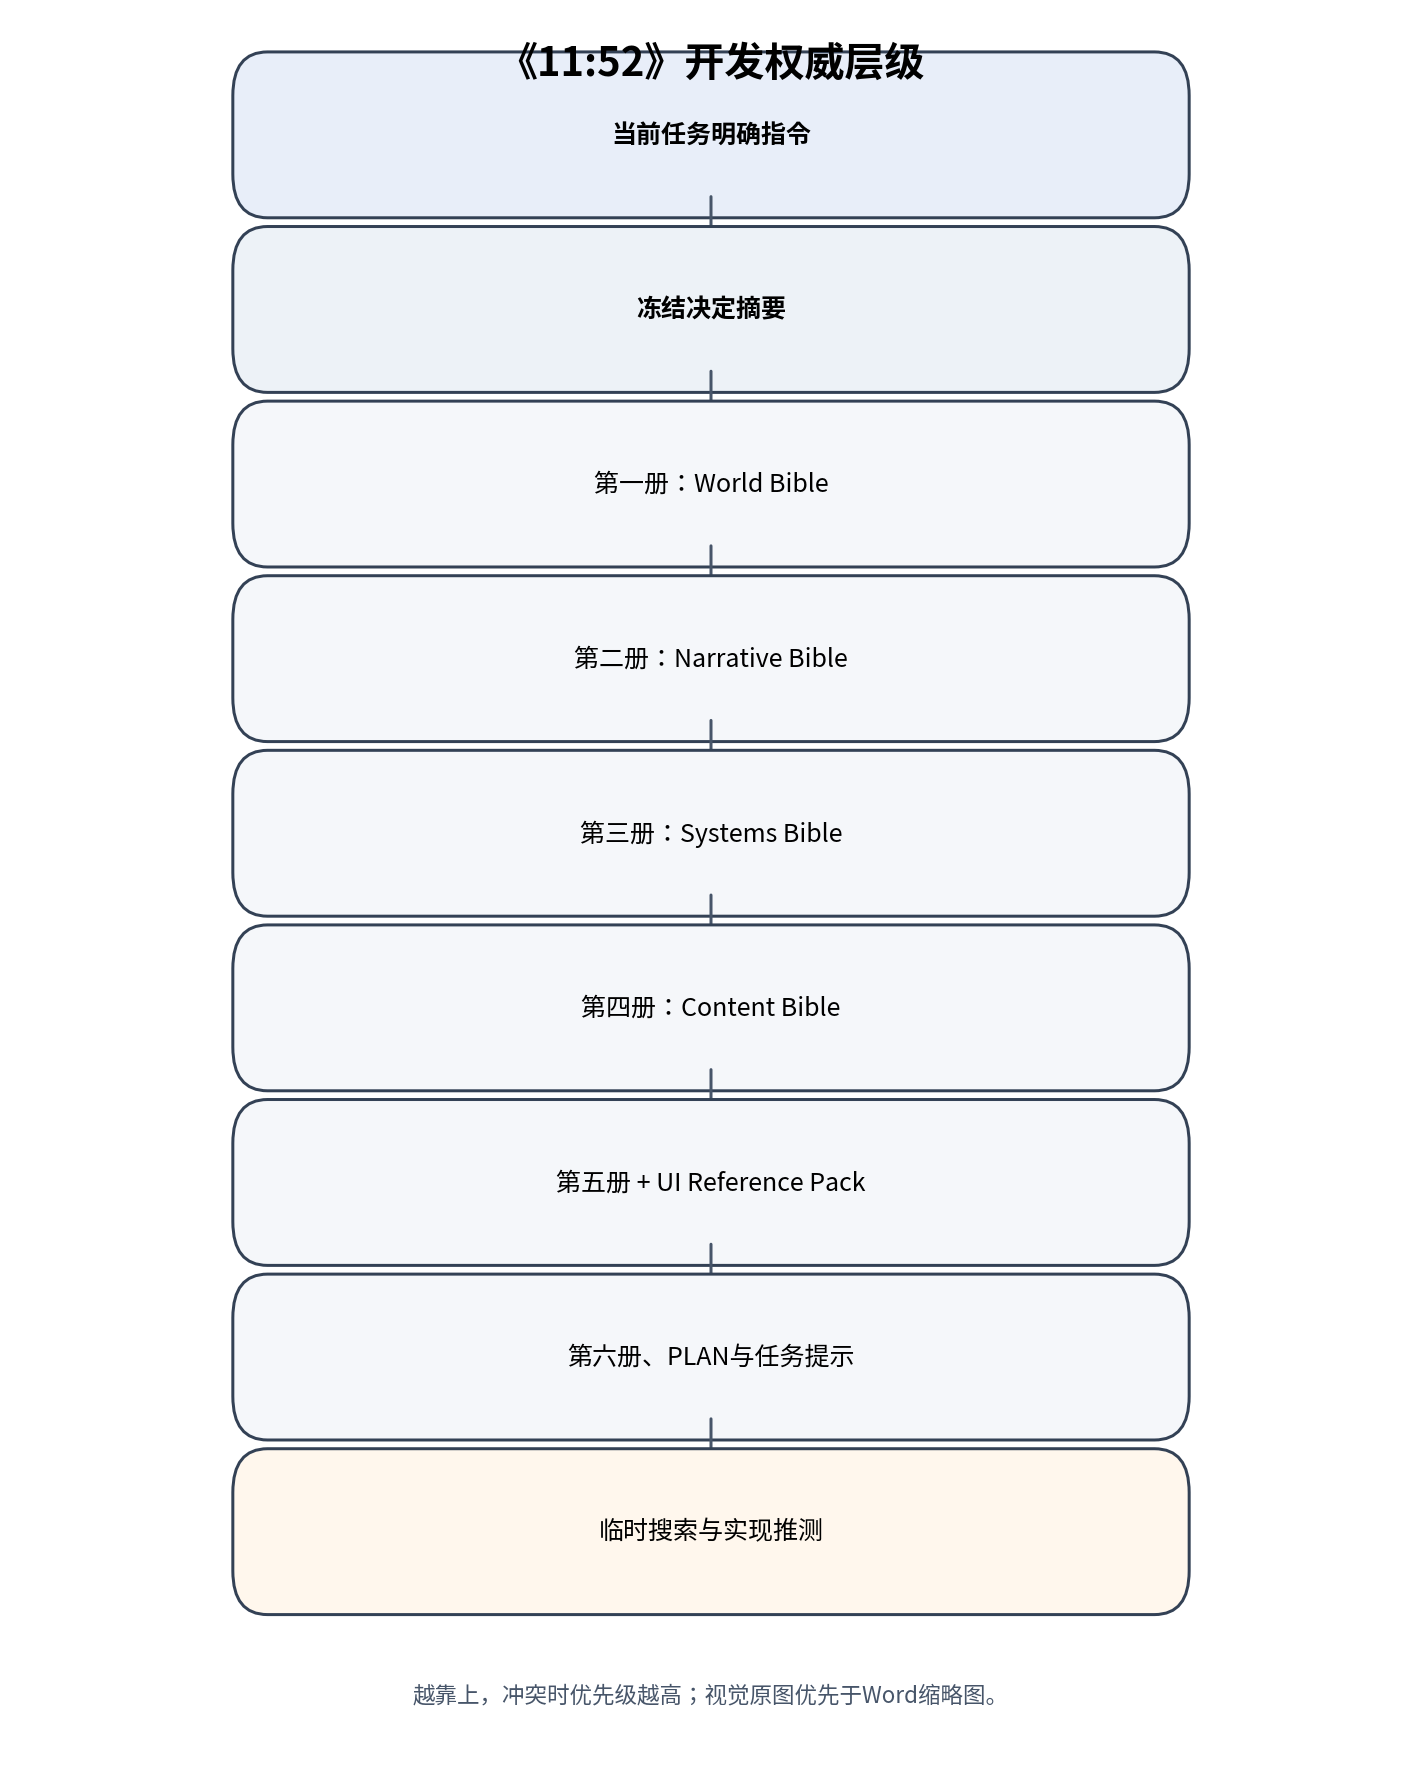 《11:52》开发权威层级
当前任务明确指令
冻结决定摘要
第一册：World Bible
第二册：Narrative Bible
第三册：Systems Bible
第四册：Content Bible
第五册 + UI Reference Pack
第六册、PLAN与任务提示
临时搜索与实现推测
越靠上，冲突时优先级越高；视觉原图优先于Word缩略图。